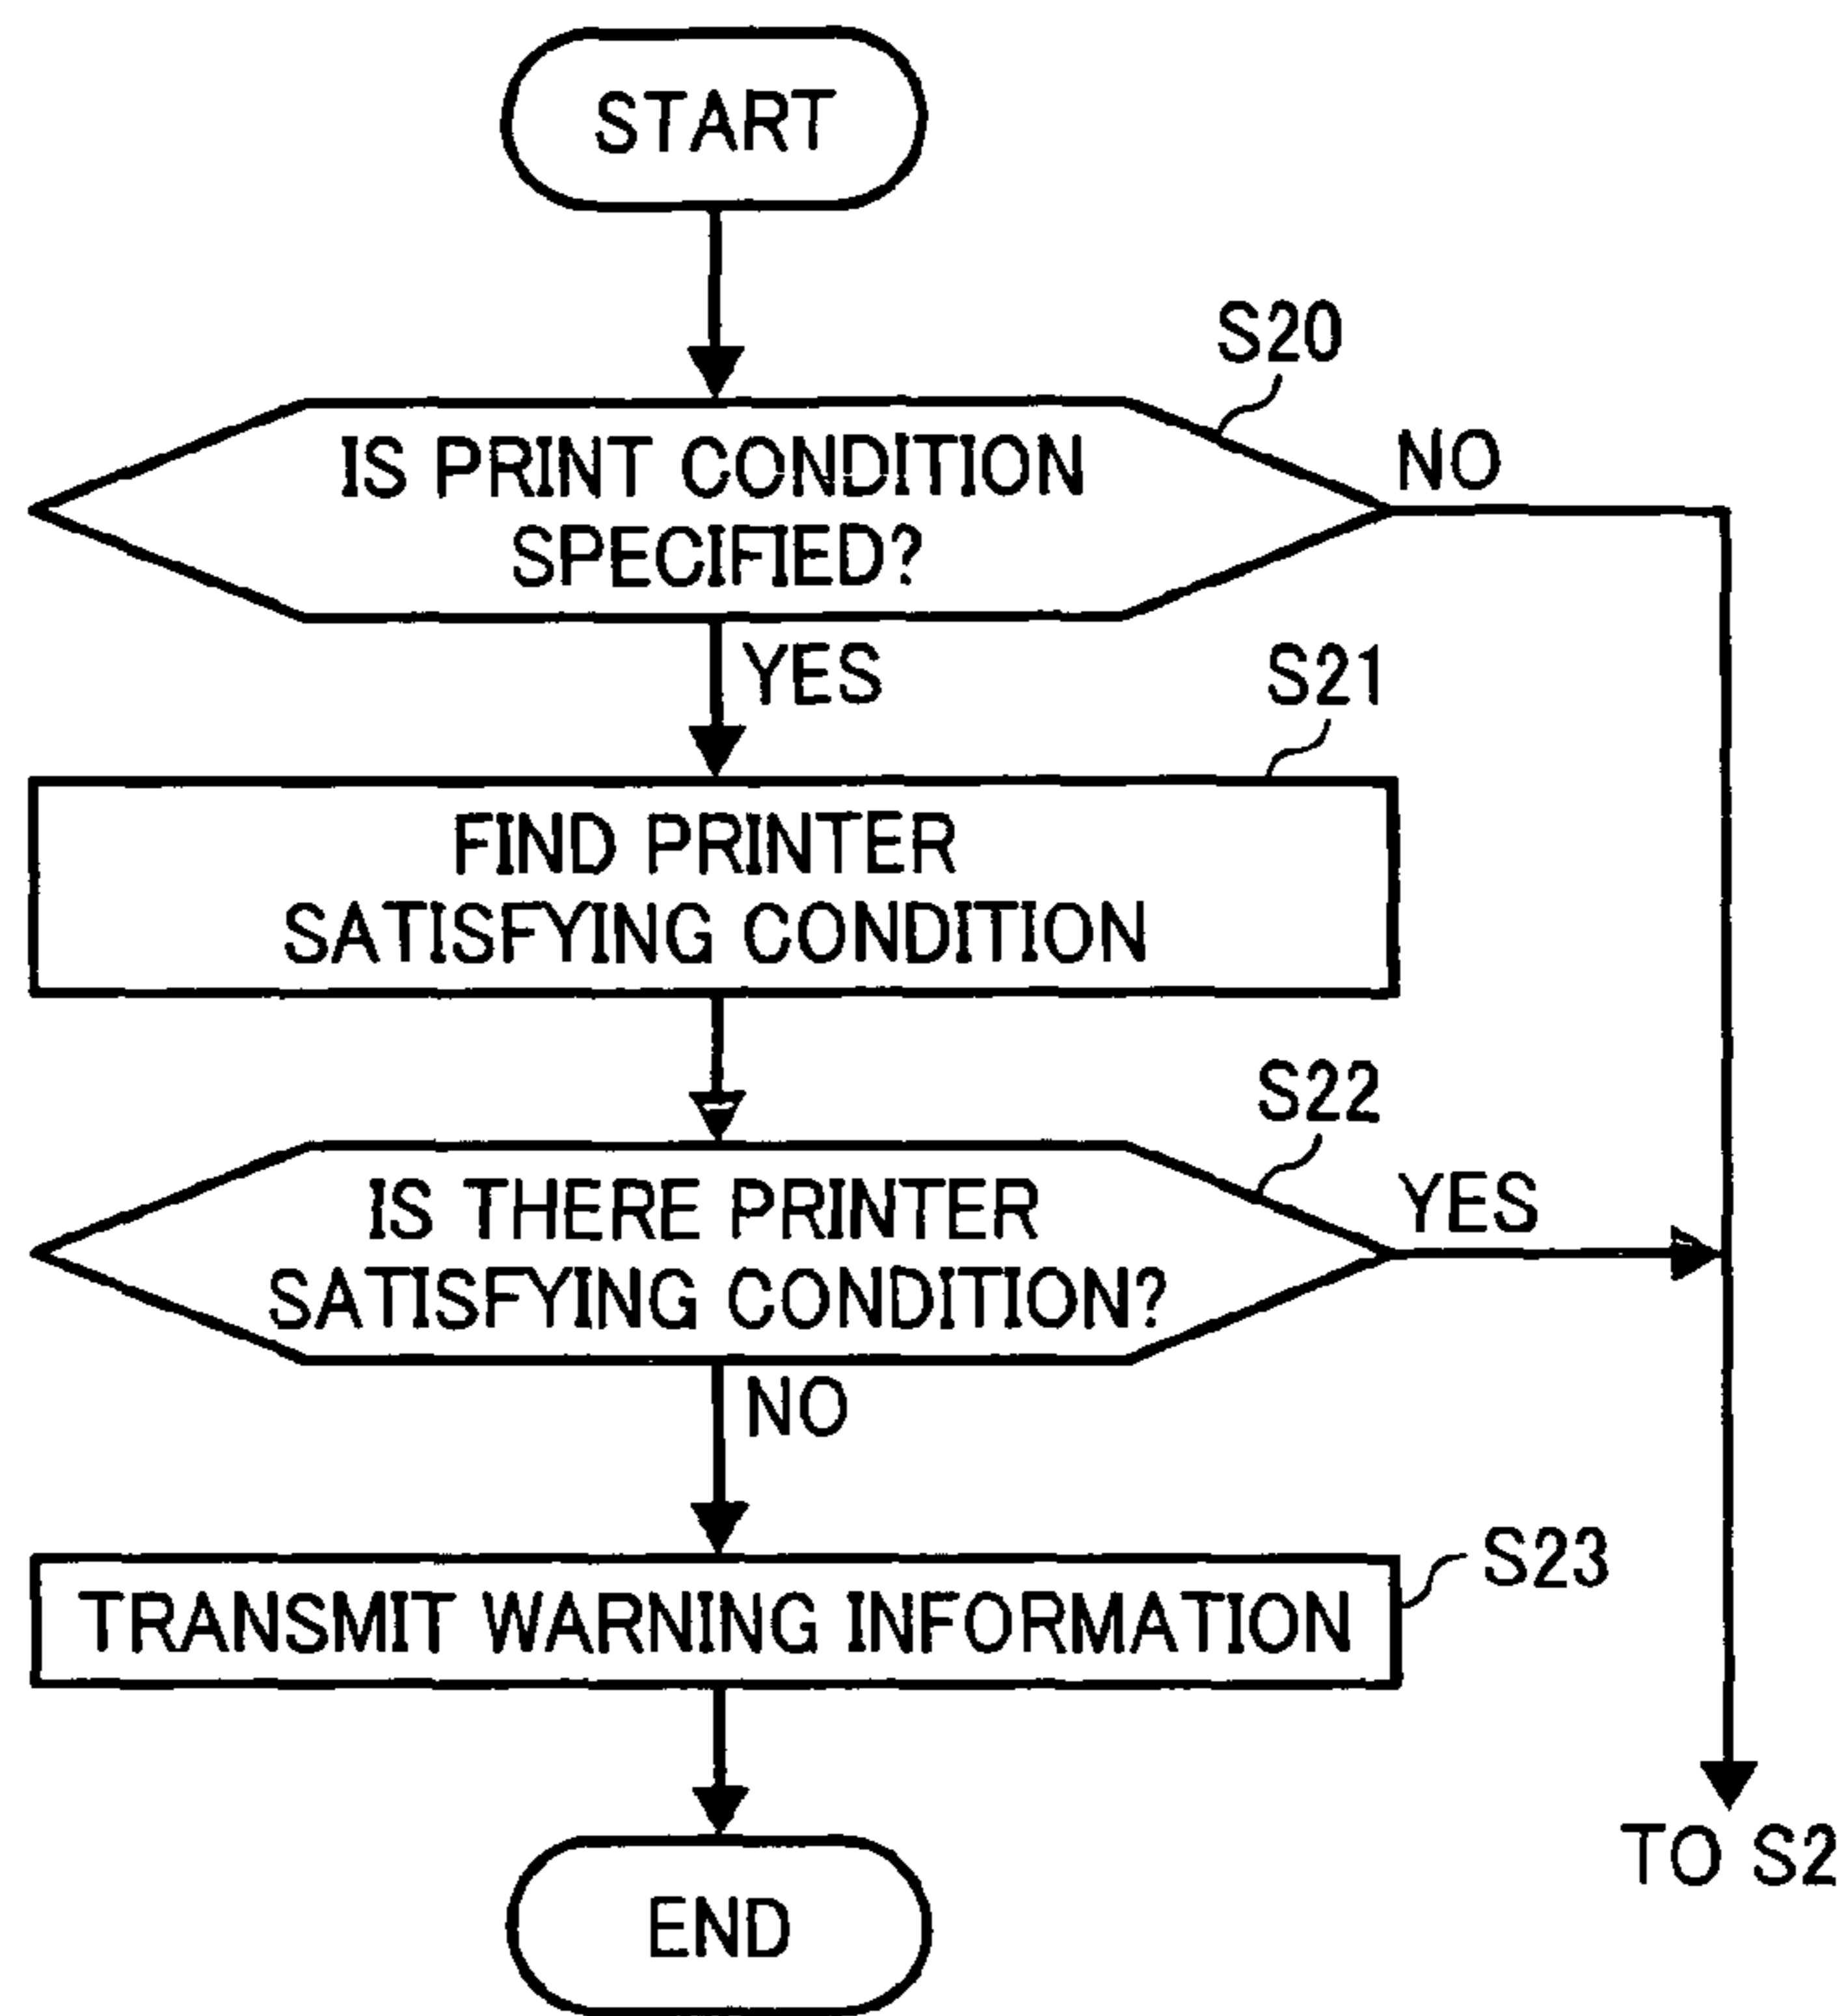 START
S20
IS PRINT CONDITION
SPECIFIED?
NO
YES
S21
FIND PRINTER
SATISFYING CONDITION
S22
IS THERE PRINTER
SATISFYING CONDITION?
YES
NO
S23
TRANSMIT WARNING INFORMATION
TO S2
END